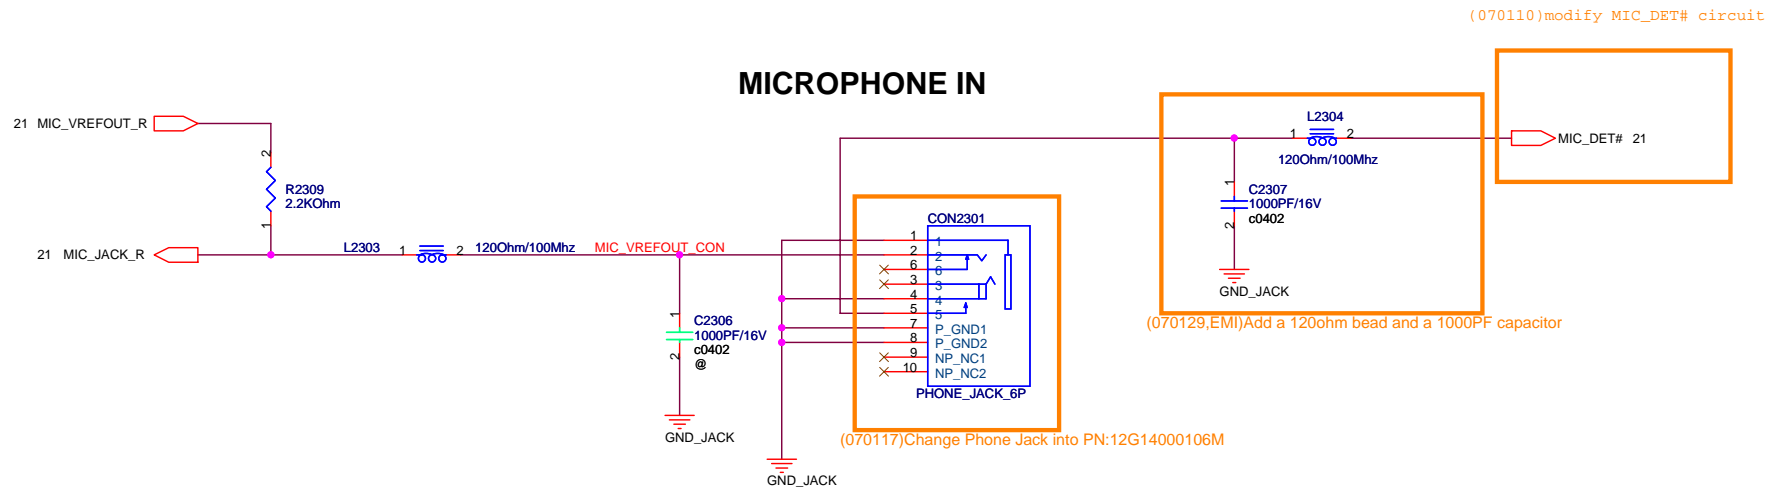 (070110)modify MIC_DET# circuit
MICROPHONE IN
21 MIC_VREFOUT_R
2
R2309
2.2KOhm
1
21 MIC_JACK_R
L2303
1
2
120Ohm/100Mhz
MIC_VREFOUT_CON
1
C2306
1000PF/16V
c0402
@
2
GND_JACK
GND_JACK
CON2301
1 1
2 2
6 6
3 3
4 4
5 5
7 P_GND1
8 P_GND2
9 NP_NC1
10 NP_NC2
PHONE_JACK_6P
(070117)Change Phone Jack into PN:12G14000106M
L2304
1
2
120Ohm/100Mhz
1
C2307
1000PF/16V
c0402
2
GND_JACK
(070129,EMI)Add a 120ohm bead and a 1000PF capacitor
MIC_DET# 21